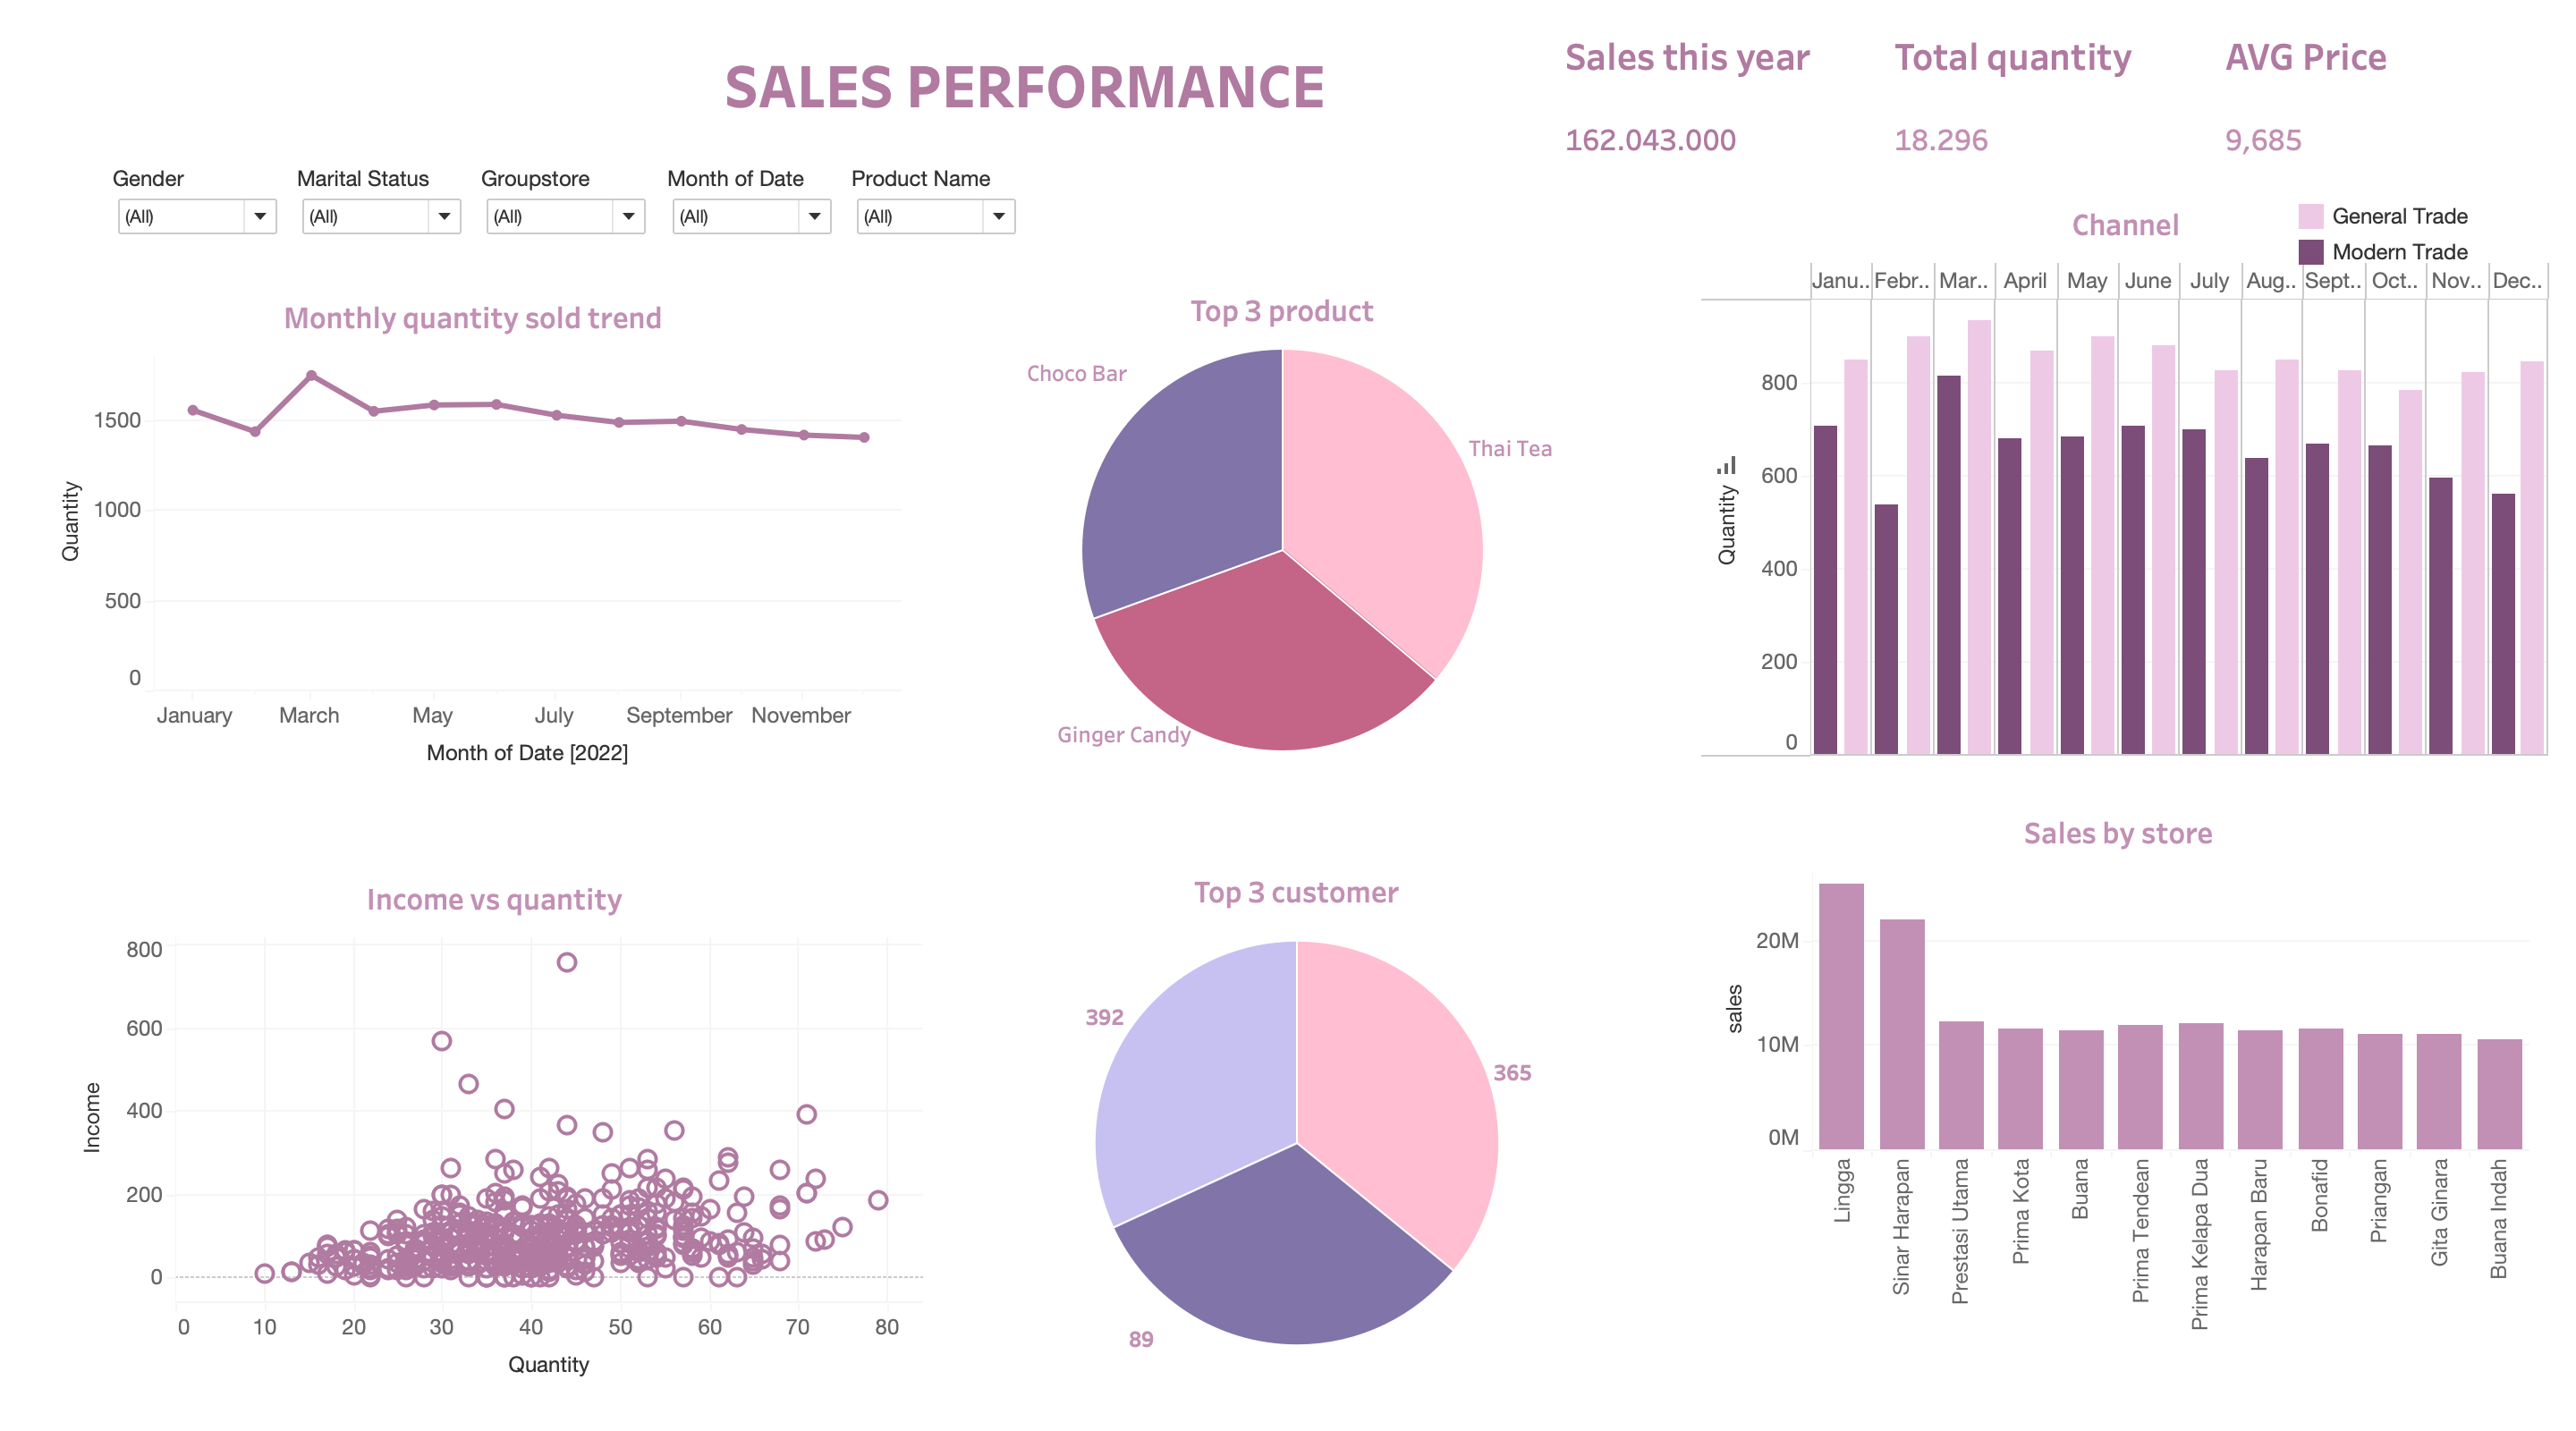 SALES PERFORMANCE
Sales this year
162.043.000
Total quantity
18.296
AVG Price
9,685
Gender
(All)
Marital Status
(All)
Groupstore
(All)
Month of Date
(All)
Product Name
(All)
Monthly quantity sold trend
Quantity
1500
1000
500
0
January March May July September November
Month of Date [2022]
Top 3 product
Choco Bar
Thai Tea
Ginger Candy
Channel
General Trade
Modern Trade
Janu.. Febr.. Mar.. April May June July Aug.. Sept.. Oct.. Nov.. Dec..
Quantity
800
600
400
200
0
Income vs quantity
Income
800
600
400
200
0
0 10 20 30 40 50 60 70 80
Quantity
Top 3 customer
392
365
89
Sales by store
sales
20M
10M
0M
Lingga
Sinar Harapan
Prestasi Utama
Prima Kota
Buana
Prima Tendean
Prima Kelapa Dua
Harapan Baru
Bonafid
Priangan
Gita Ginara
Buana Indah